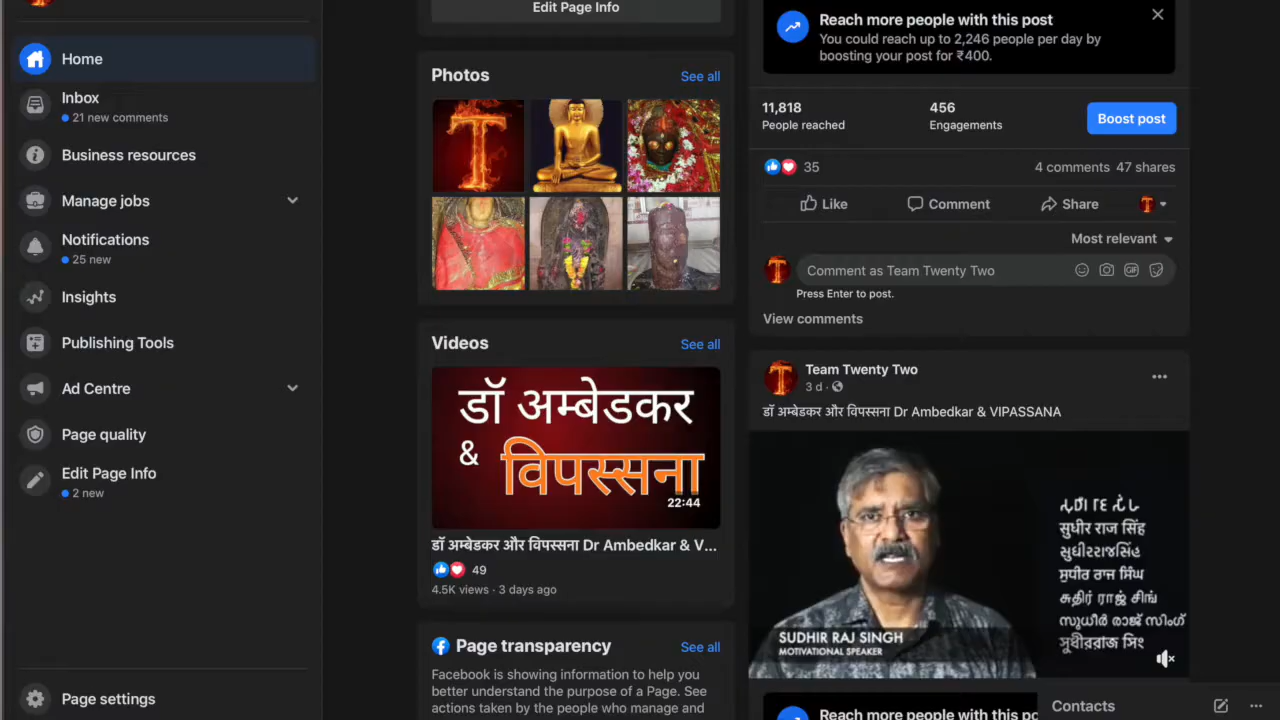 Home
Inbox
21 new comments
Business resources
Manage jobs
Notifications
25 new
Insights
Publishing Tools
Ad Centre
Page quality
Edit Page Info
2 new
Page settings
Edit Page Info
Photos
See all
T
Videos
See all
डॉ अम्बेडकर
&
विपस्सना
22:44
डॉ अम्बेडकर और विपस्सना Dr Ambedkar & V...
49
4.5K views · 3 days ago
Page transparency
See all
Facebook is showing information to help you
better understand the purpose of a Page. See
actions taken by the people who manage and
Reach more people with this post
You could reach up to 2,246 people per day by
boosting your post for ₹400.
11,818
People reached
456
Engagements
Boost post
35
4 comments 47 shares
Like
Comment
Share
Most relevant
Comment as Team Twenty Two
GIF
Press Enter to post.
View comments
Team Twenty Two
3 d ·
डॉ अम्बेडकर और विपस्सना Dr Ambedkar & VIPASSANA
सुधीर राज सिंह
SUDHIR RAJ SINGH
MOTIVATIONAL SPEAKER
Reach more people with this po
Contacts